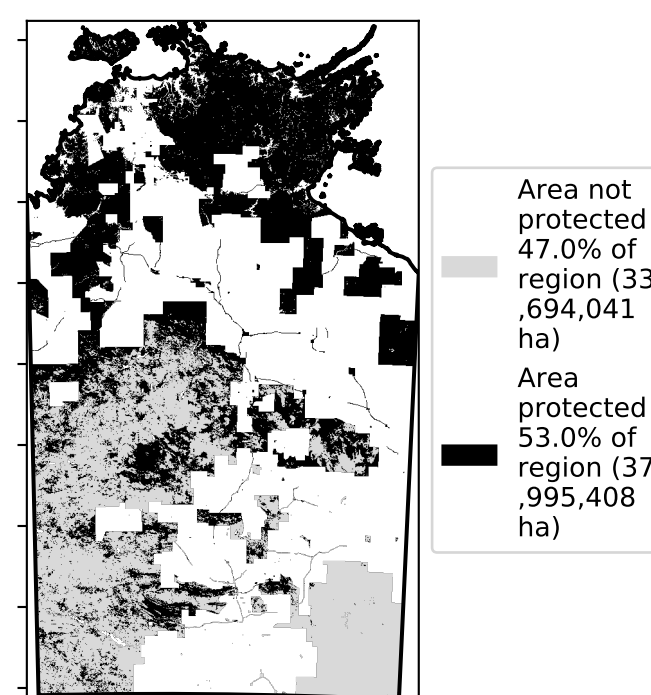 Area not
protected
47.0% of
region (33
,694,041
ha)
Area
protected
53.0% of
region (37
,995,408
ha)